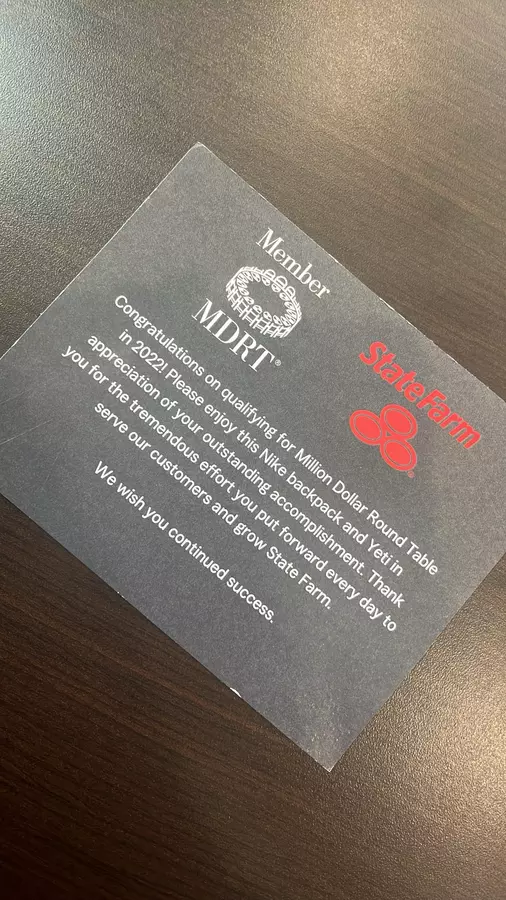 Member
MDRT®
State Farm
Congratulations on qualifying for Million Dollar Round Table
in 2022! Please enjoy this Nike backpack and Yeti in
appreciation of your outstanding accomplishment. Thank
you for the tremendous effort you put forward every day to
serve our customers and grow State Farm.
We wish you continued success.